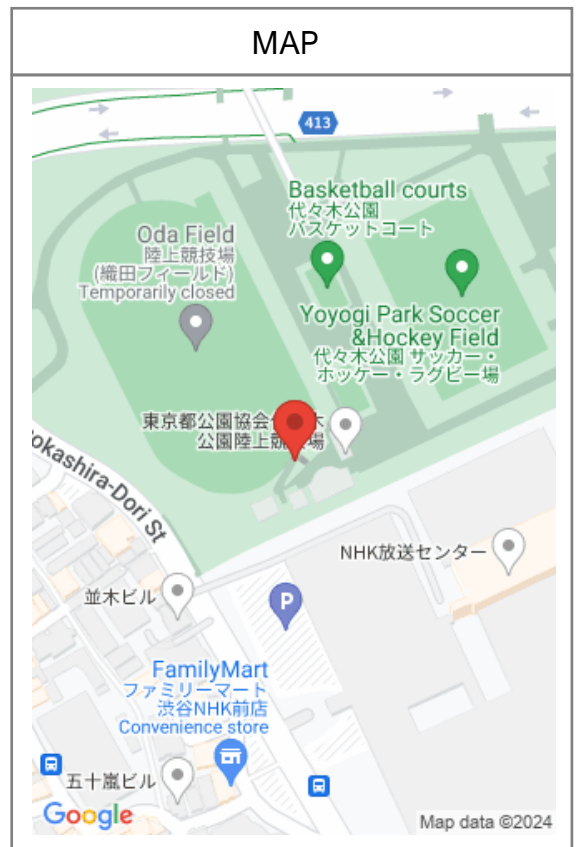 MAP
413
Basketball courts
代々木公園
バスケットコート
Oda Field
陸上競技場
(織田フィールド)
Temporarily closed
Yoyogi Park Soccer
&Hockey Field
代々木公園 サッカー・
ホッケー・ラグビー場
東京都公園協会
木
公園陸上競
場
okashira-Dori St
NHK放送センター
並木ビル
P
FamilyMart
ファミリーマート
渋谷NHK前店
Convenience store
五十嵐ビル
Google
Map data ©2024